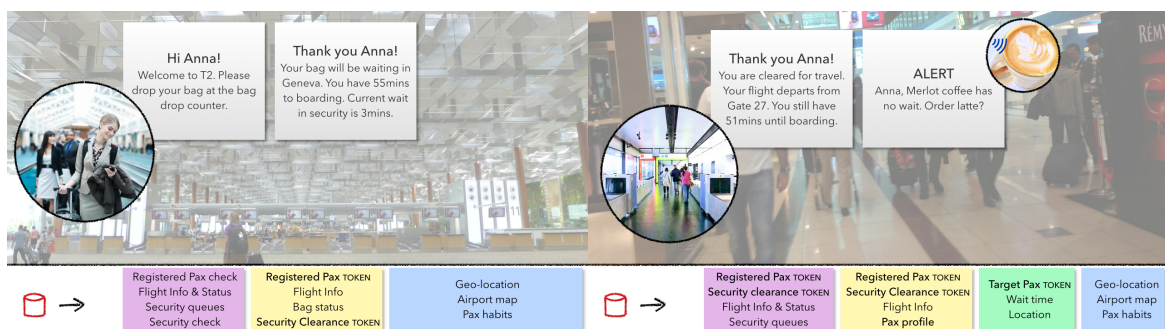 Hi Anna!
Welcome to T2. Please
drop your bag at the bag
drop counter.
Thank you Anna!
Your bag will be waiting in
Geneva. You have 55mins
to boarding. Current wait
in security is 3mins.
Thank you Anna!
You are cleared for travel.
Your flight departs from
Gate 27. You still have
51mins until boarding.
ALERT
Anna, Merlot coffee has
no wait. Order latte?
RÉMY
11
Registered Pax check
Flight Info & Status
Security queues
Security check
Registered Pax TOKEN
Flight Info
Bag status
Security Clearance TOKEN
Geo-location
Airport map
Pax habits
Registered Pax TOKEN
Security clearance TOKEN
Flight Info & Status
Security queues
Registered Pax TOKEN
Security Clearance TOKEN
Flight Info
Pax profile
Target Pax TOKEN
Wait time
Location
Geo-location
Airport map
Pax habits